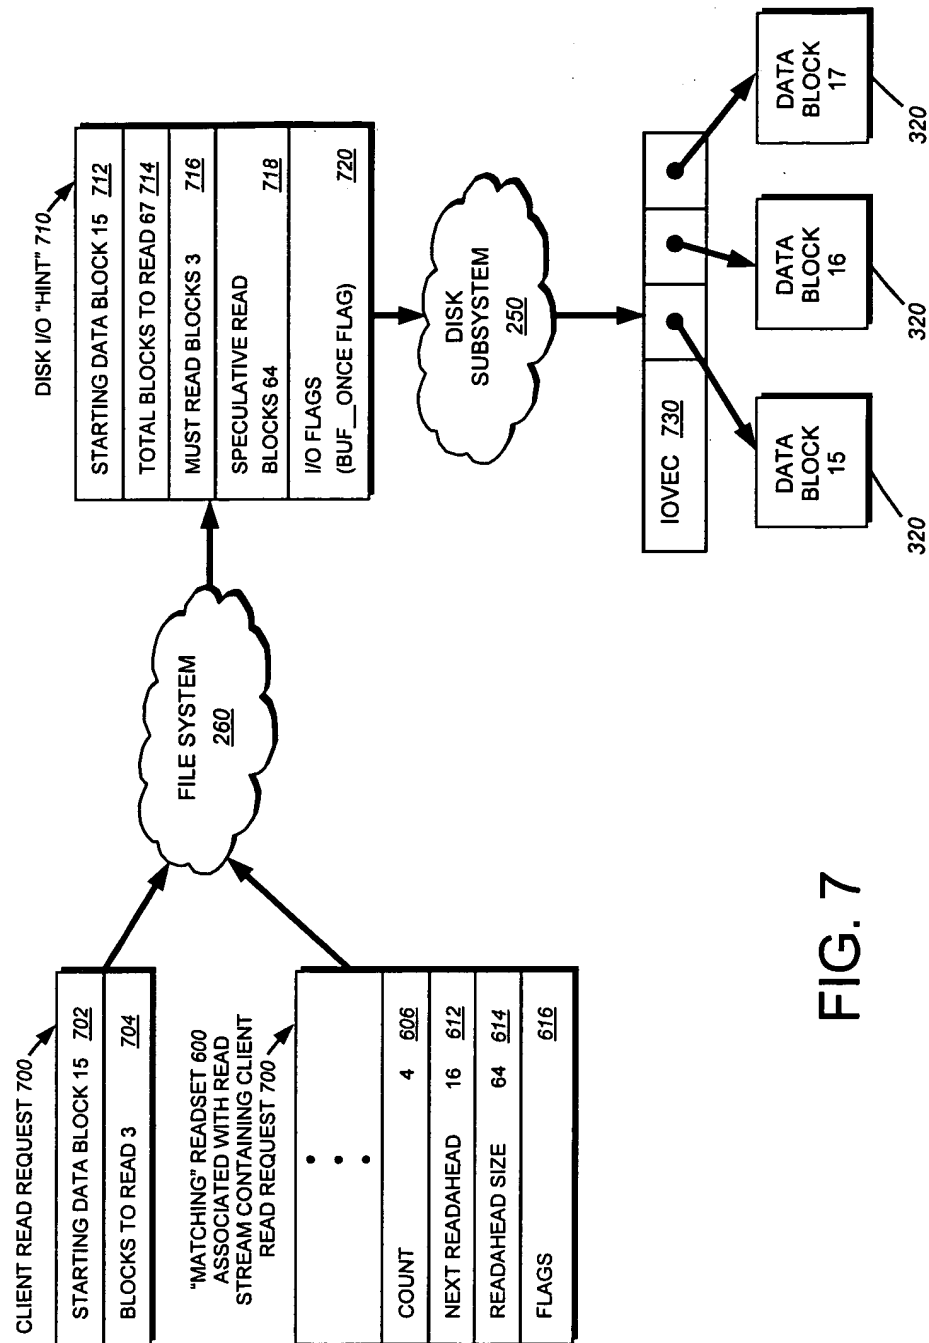 CLIENT READ REQUEST 700
STARTING DATA BLOCK 15 702
BLOCKS TO READ 3 704
"MATCHING" READSET 600
ASSOCIATED WITH READ
STREAM CONTAINING CLIENT
READ REQUEST 700
COUNT 4 606
NEXT READAHEAD 16 612
READAHEAD SIZE 64 614
FLAGS 616
FILE SYSTEM
260
DISK I/O "HINT" 710
STARTING DATA BLOCK 15 712
TOTAL BLOCKS TO READ 67 714
MUST READ BLOCKS 3 716
SPECULATIVE READ 718
BLOCKS 64
I/O FLAGS 720
(BUF__ONCE FLAG)
DISK
SUBSYSTEM
250
IOVEC 730
DATA
BLOCK
15
320
DATA
BLOCK
16
320
DATA
BLOCK
17
320
FIG. 7